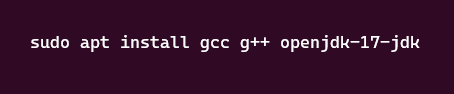 sudo apt install gcc g++ openjdk-17-jdk